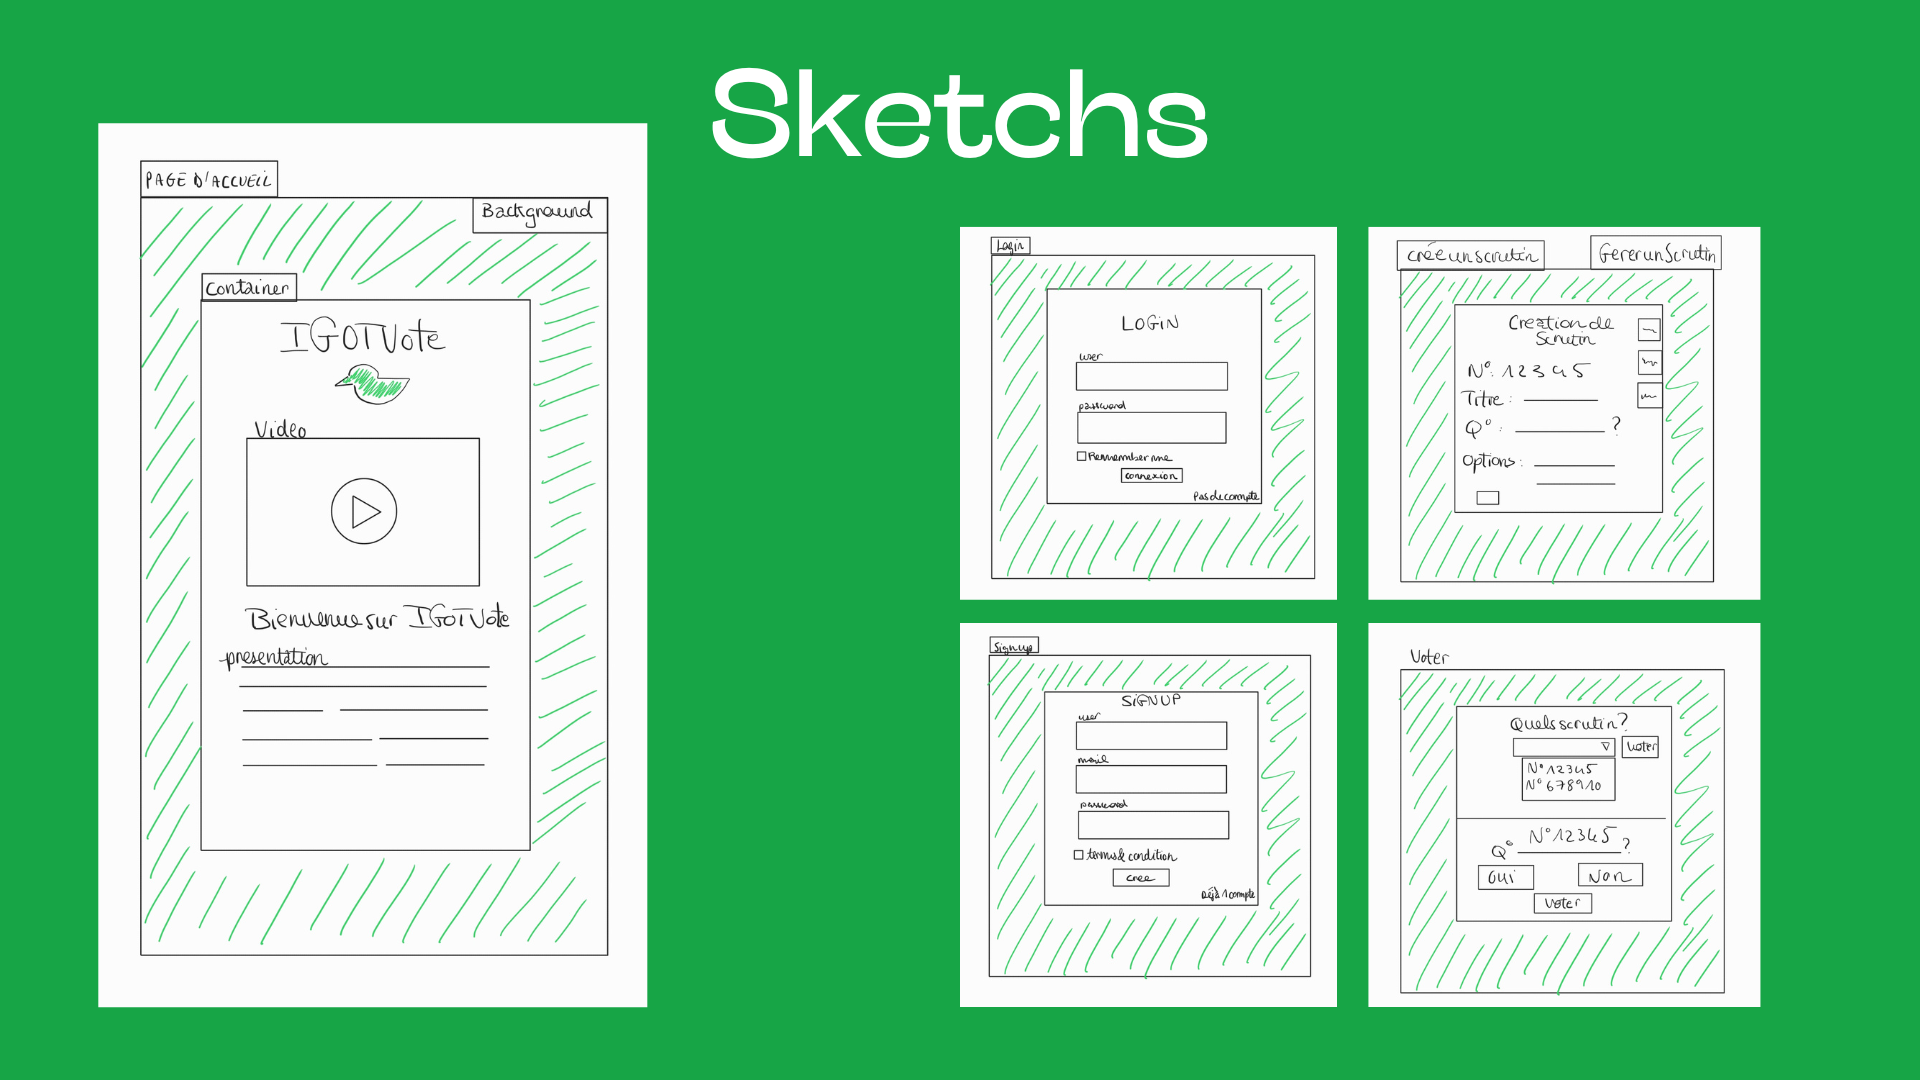 Sketchs
PAGE D'ACCUEIL
Background
Container
IGOTVote
Video
Bienvenue sur IGOTVote
presentation
Login
LOGIN
user
password
Remember me
connexion
Pas de compte
crée un scrutin
Gerer un Scrutin
Creation de
Scrutin
N°: 12345
Titre :
Q° : ?
Options :
Signup
SIGNUP
user
mail
password
terms & condition
cree
Déjà 1 compte
Voter
Quels scrutin ?
Voter
N° 12345
N° 678910
N° 12345
Q° ?
OUI
Non
Voter